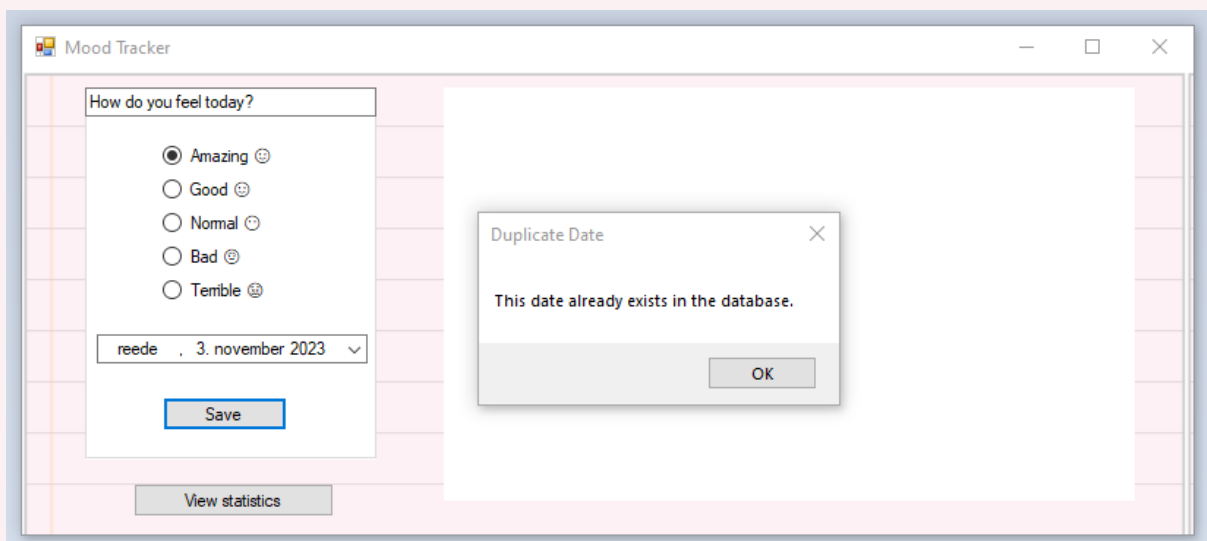 Mood Tracker
How do you feel today?
Amazing 🙂
Good 🙂
Normal 😶
Bad 🙁
Terrible 😫
reede , 3. november 2023
Save
View statistics
Duplicate Date
This date already exists in the database.
OK